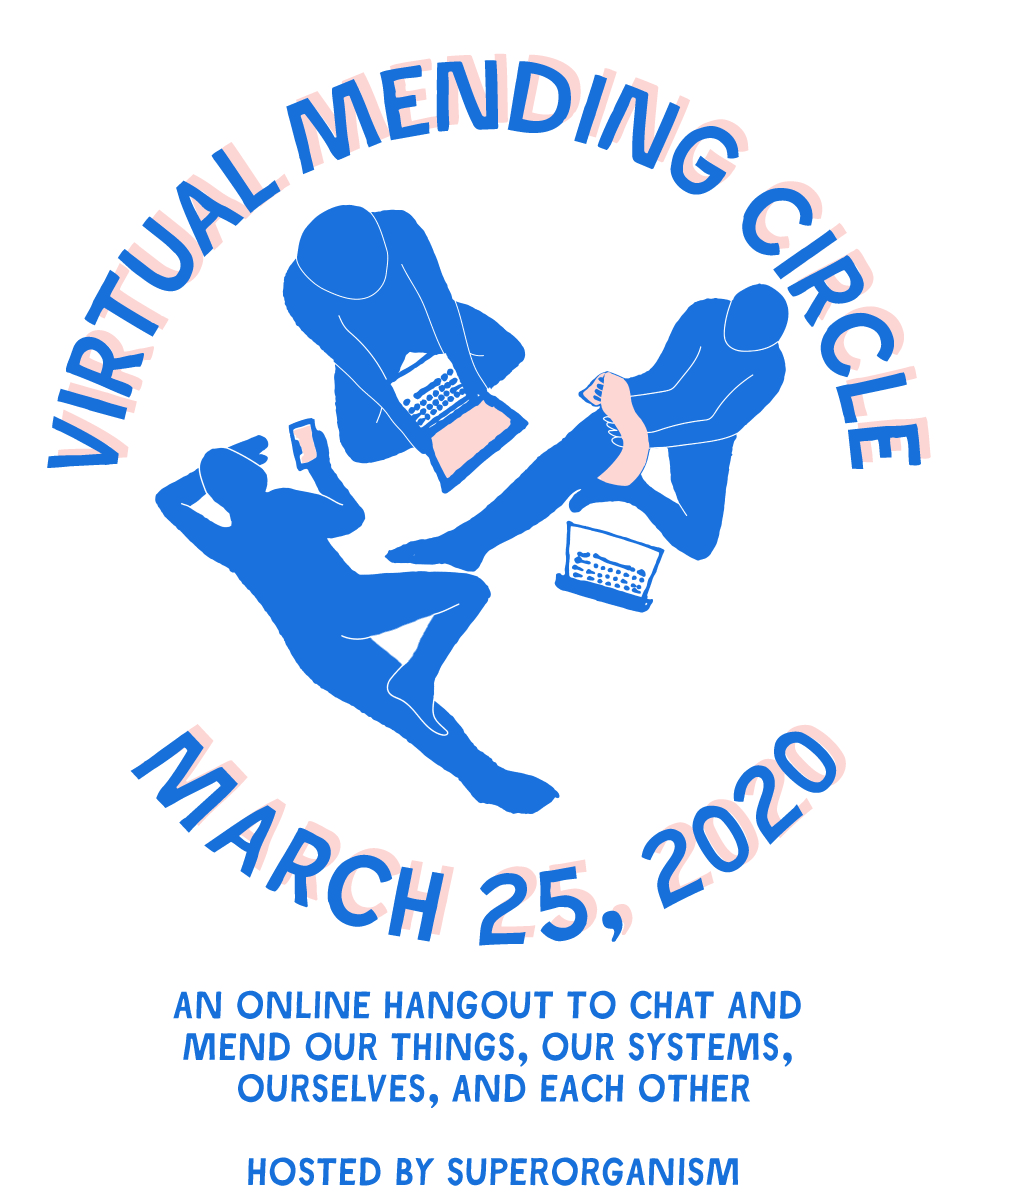 VIRTUAL MENDING CIRCLE
MARCH 25, 2020
AN ONLINE HANGOUT TO CHAT AND
MEND OUR THINGS, OUR SYSTEMS,
OURSELVES, AND EACH OTHER
HOSTED BY SUPERORGANISM